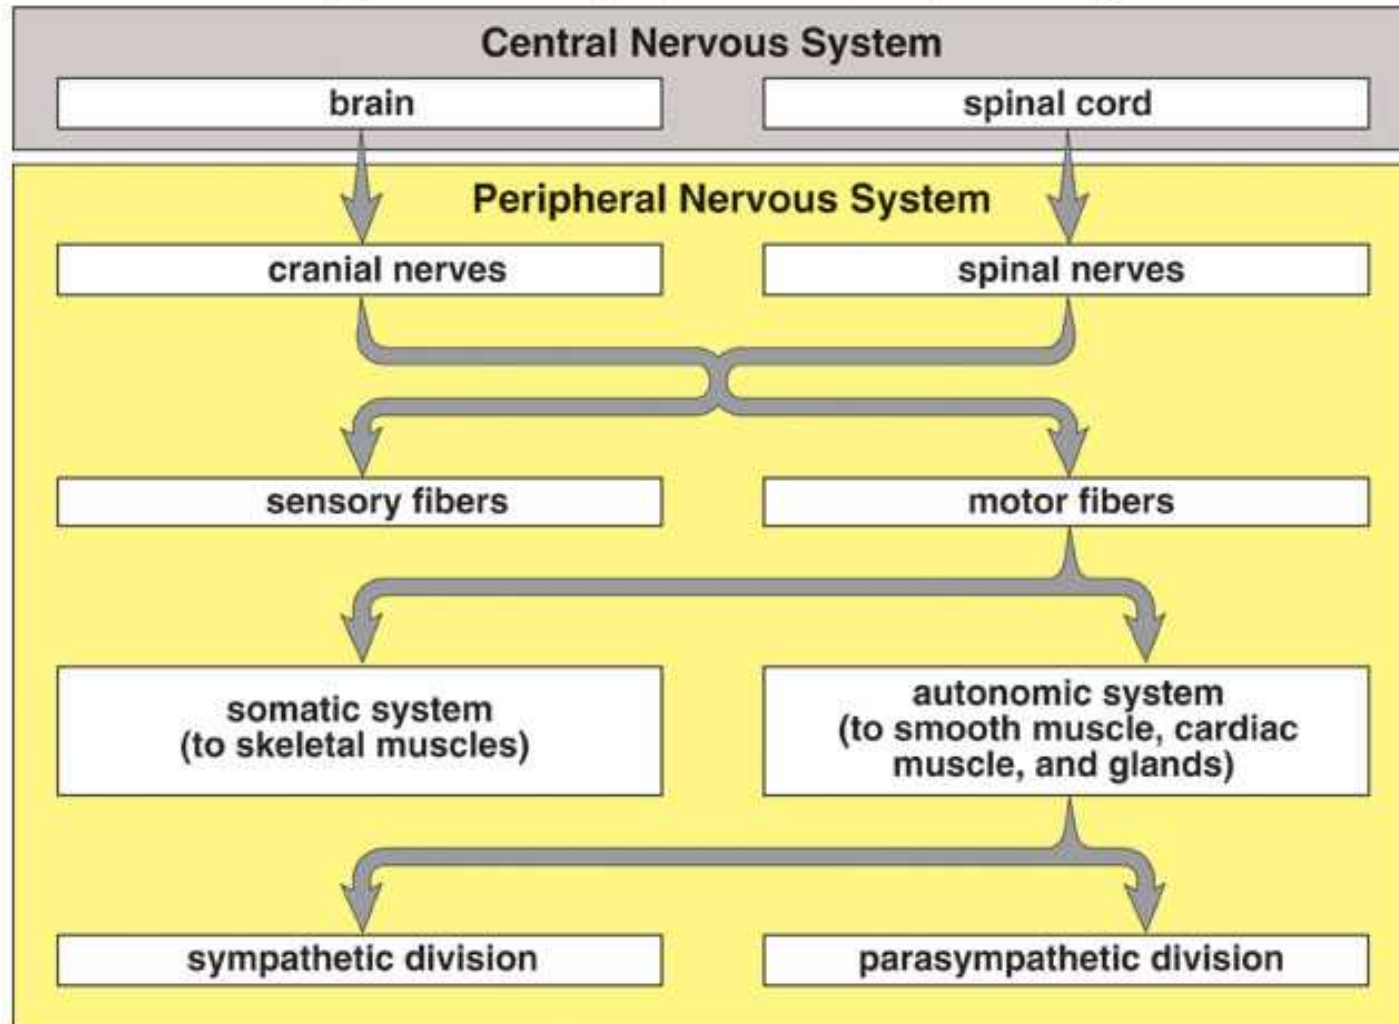 Central Nervous System
brain
spinal cord
Peripheral Nervous System
cranial nerves
spinal nerves
sensory fibers
motor fibers
somatic system
(to skeletal muscles)
autonomic system
(to smooth muscle, cardiac
muscle, and glands)
sympathetic division
parasympathetic division